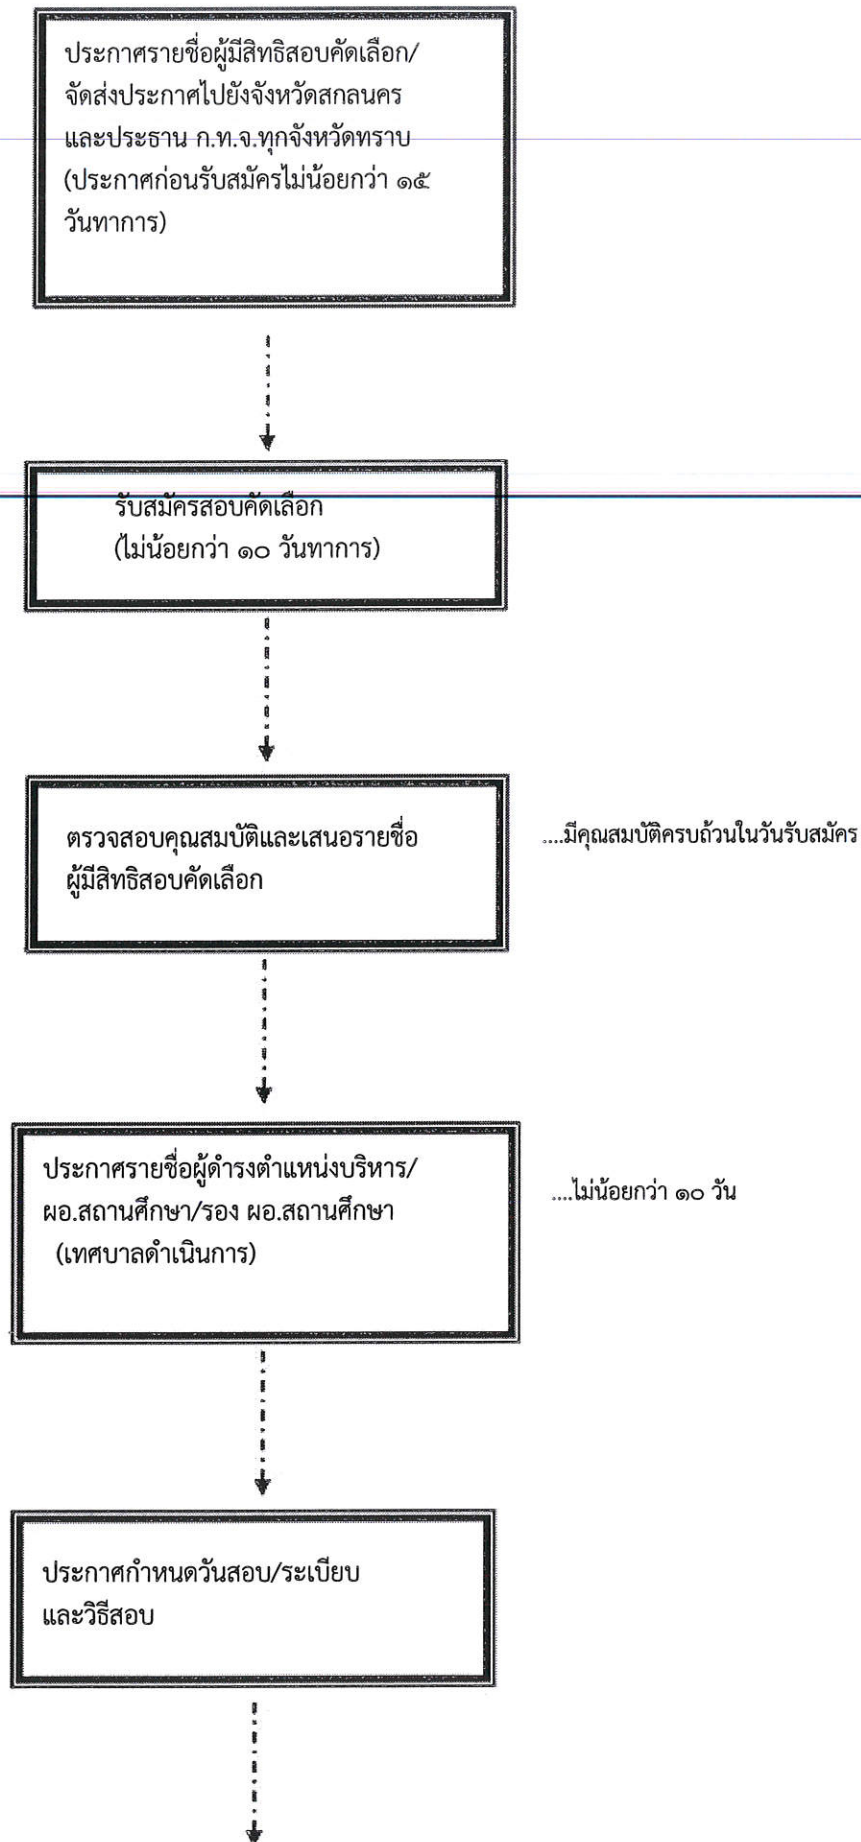 ประกาศรายชื่อผู้มีสิทธิสอบคัดเลือก/
จัดส่งประกาศไปยังจังหวัดสกลนคร
และประธาน ก.ท.จ.ทุกจังหวัดทราบ
(ประกาศก่อนรับสมัครไม่น้อยกว่า ๑๕
วันทาการ)
รับสมัครสอบคัดเลือก
(ไม่น้อยกว่า ๑๐ วันทาการ)
ตรวจสอบคุณสมบัติและเสนอรายชื่อ
ผู้มีสิทธิสอบคัดเลือก
....มีคุณสมบัติครบถ้วนในวันรับสมัคร
ประกาศรายชื่อผู้ดำรงตำแหน่งบริหาร/
ผอ.สถานศึกษา/รอง ผอ.สถานศึกษา
(เทศบาลดำเนินการ)
....ไม่น้อยกว่า ๑๐ วัน
ประกาศกำหนดวันสอบ/ระเบียบ
และวิธีสอบ